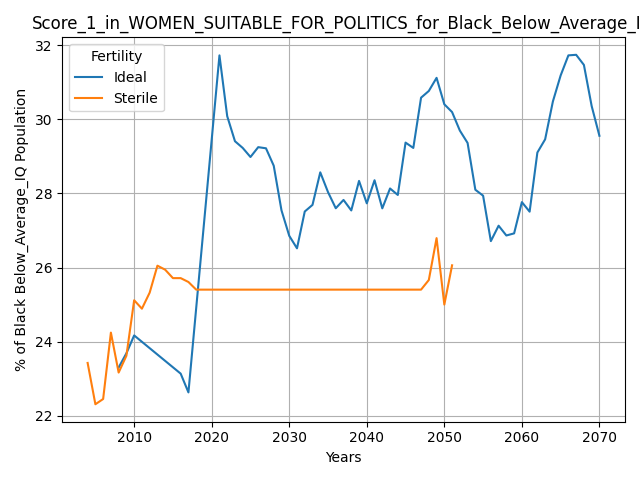 Score_1_in_WOMEN_SUITABLE_FOR_POLITICS_for_Black_Below_Average_I
Fertility
Ideal
Sterile
% of Black Below_Average_IQ Population
32
30
28
26
24
22
2010 2020 2030 2040 2050 2060 2070
Years